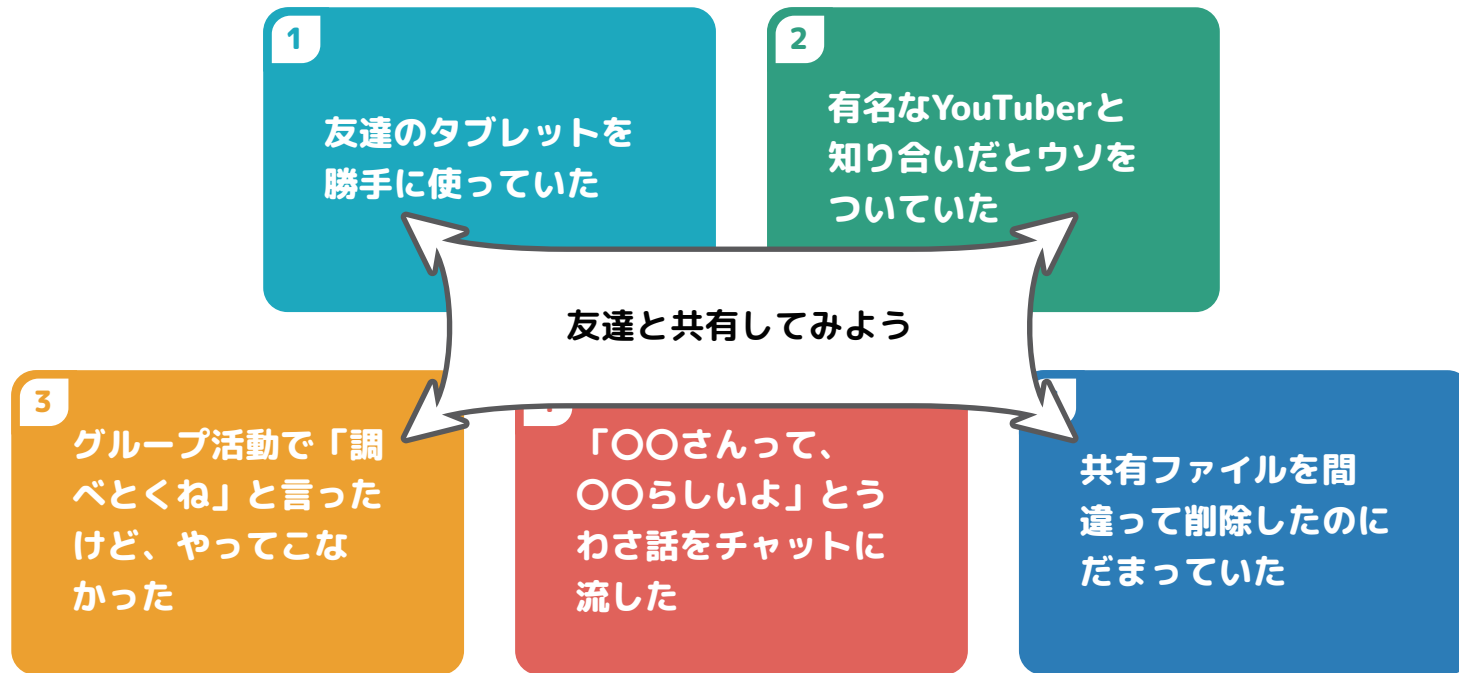 1
友達のタブレットを
勝手に使っていた
2
有名なYouTuberと
知り合いだとウソを
ついていた
友達と共有してみよう
3
グループ活動で「調
べとくね」と言った
けど、やってこな
かった
「〇〇さんって、
〇〇らしいよ」とう
わさ話をチャットに
流した
共有ファイルを間
違って削除したのに
だまっていた